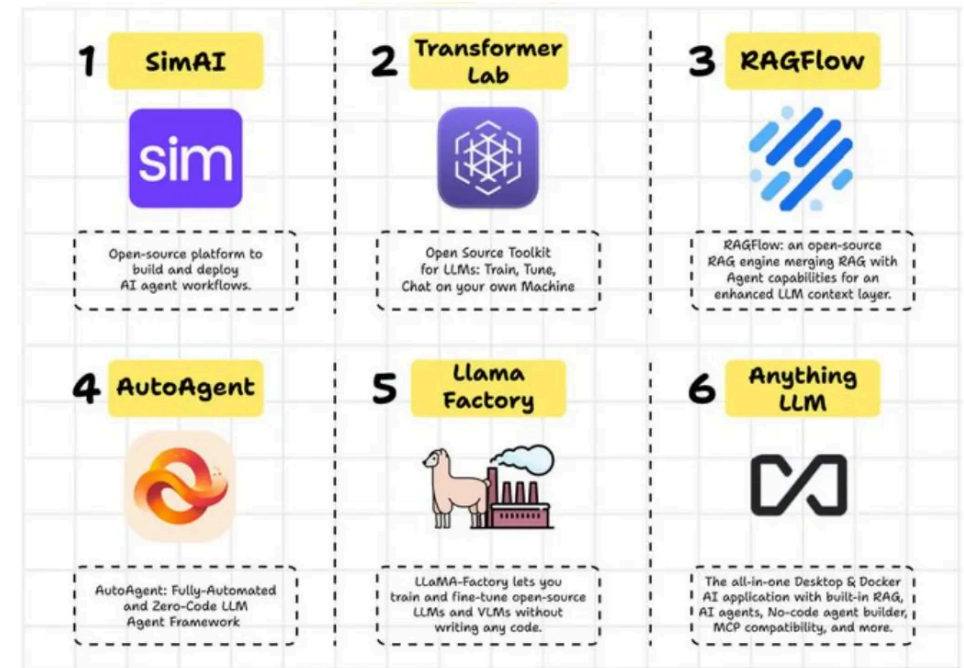 1 SimAI
sim
Open-source platform to
build and deploy
AI agent workflows.
2 Transformer
Lab
Open Source Toolkit
for LLMs: Train, Tune,
Chat on your own Machine
3 RAGFlow
RAGFlow: an open-source
RAG engine merging RAG with
Agent capabilities for an
enhanced LLM context layer.
4 AutoAgent
AutoAgent: Fully-Automated
and Zero-Code LLM
Agent Framework
5 Llama
Factory
LLaMA-Factory lets you
train and fine-tune open-source
LLMs and VLMs without
writing any code.
6 Anything
LLM
The all-in-one Desktop & Docker
AI application with built-in RAG,
AI agents, No-code agent builder,
MCP compatibility, and more.